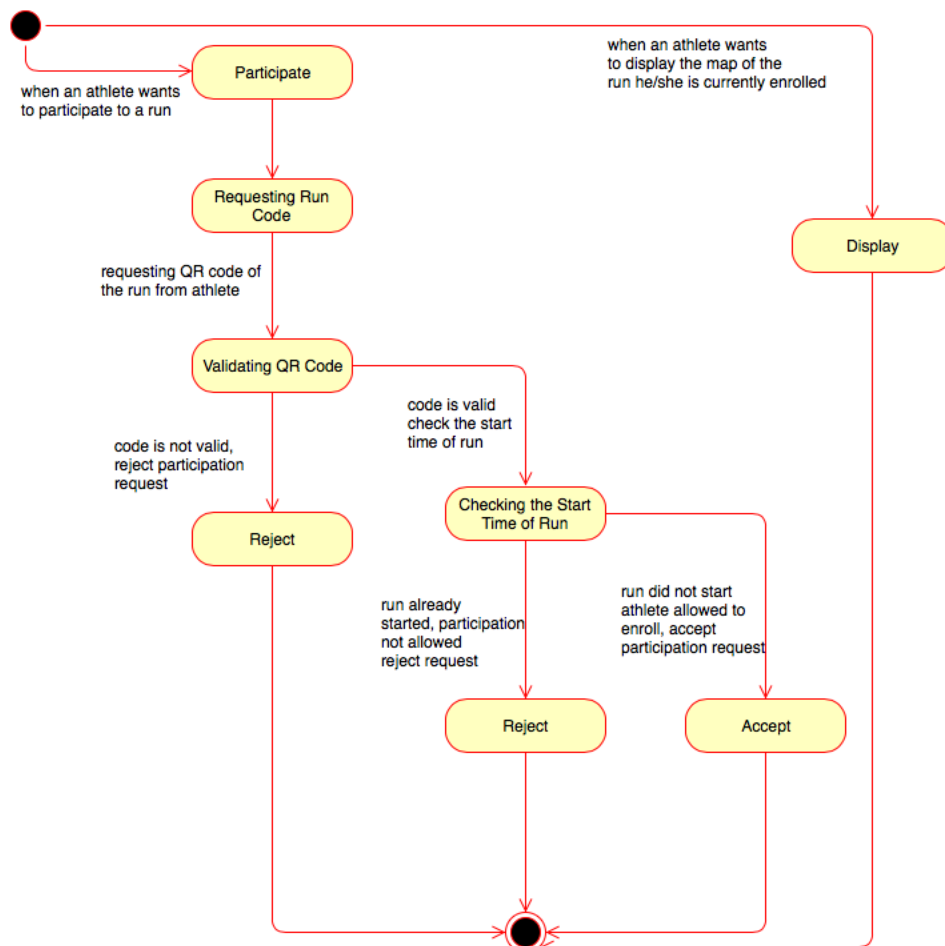 when an athlete wants
to display the map of the
run he/she is currently enrolled
Participate
when an athlete wants
to participate to a run
Requesting Run
Code
Display
requesting QR code of
the run from athlete
Validating QR Code
code is valid
check the start
time of run
code is not valid,
reject participation
request
Checking the Start
Time of Run
Reject
run already
started, participation
not allowed
reject request
run did not start
athlete allowed to
enroll, accept
participation request
Reject
Accept